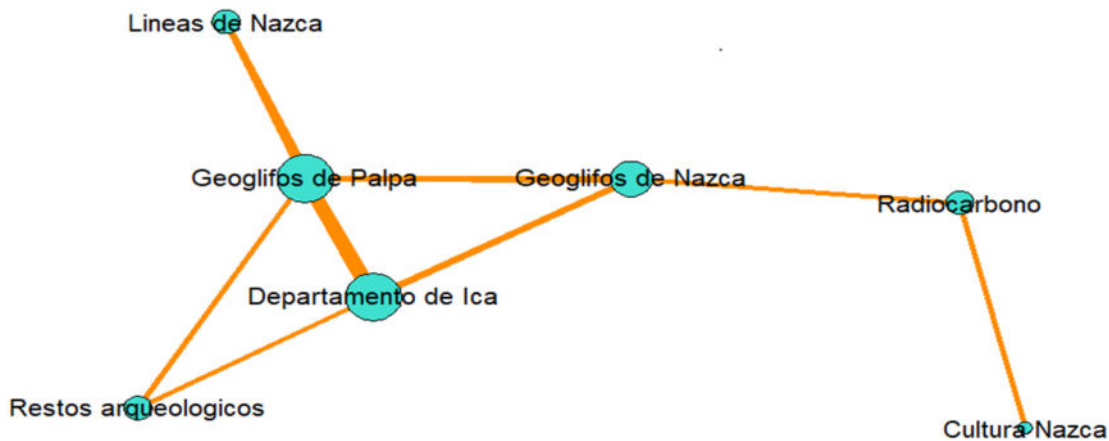 Lineas de Nazca
Geoglifos de Palpa
Geoglifos de Nazca
Radiocarbono
Departamento de Ica
Restos arqueologicos
Cultura Nazca